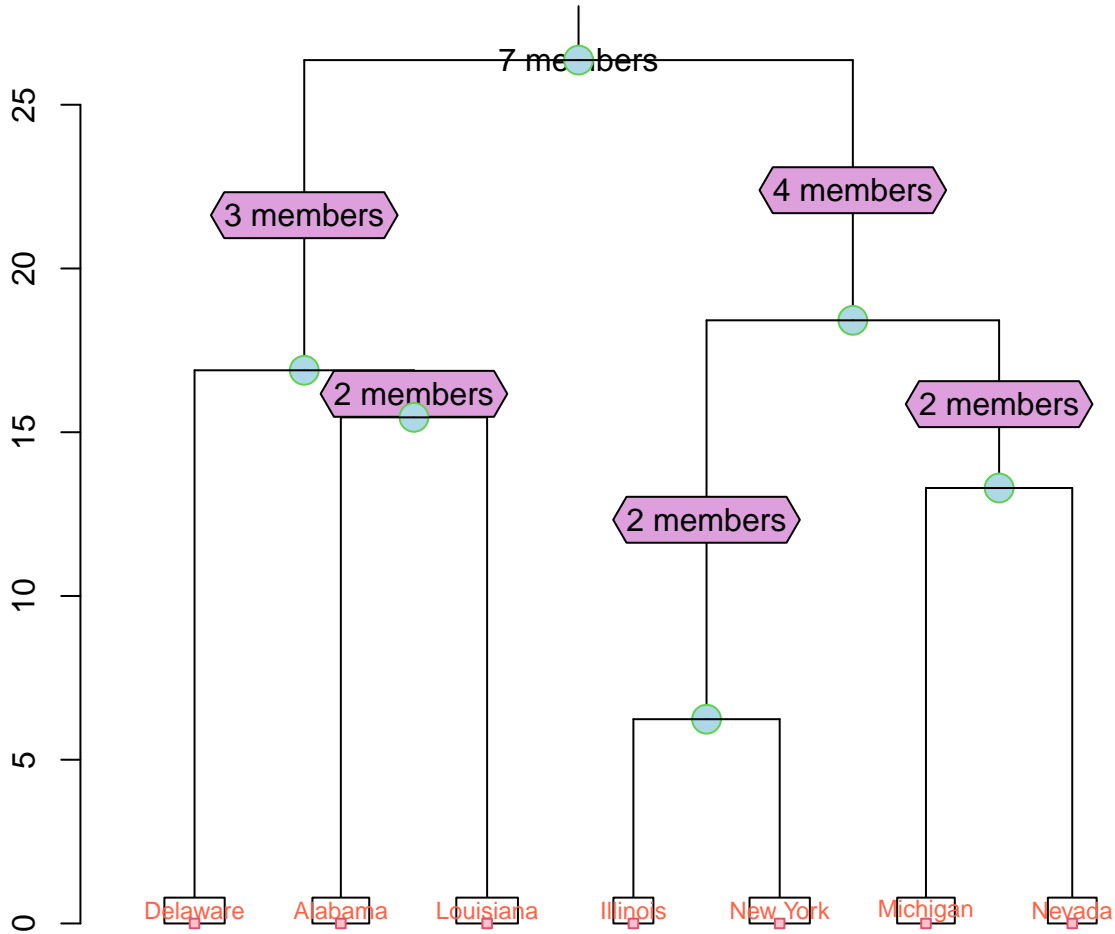 7 members
25
4 members
3 members
20
2 members
2 members
15
2 members
10
5
0
Delaware Alabama Louisiana Illinois New York Michigan Nevada